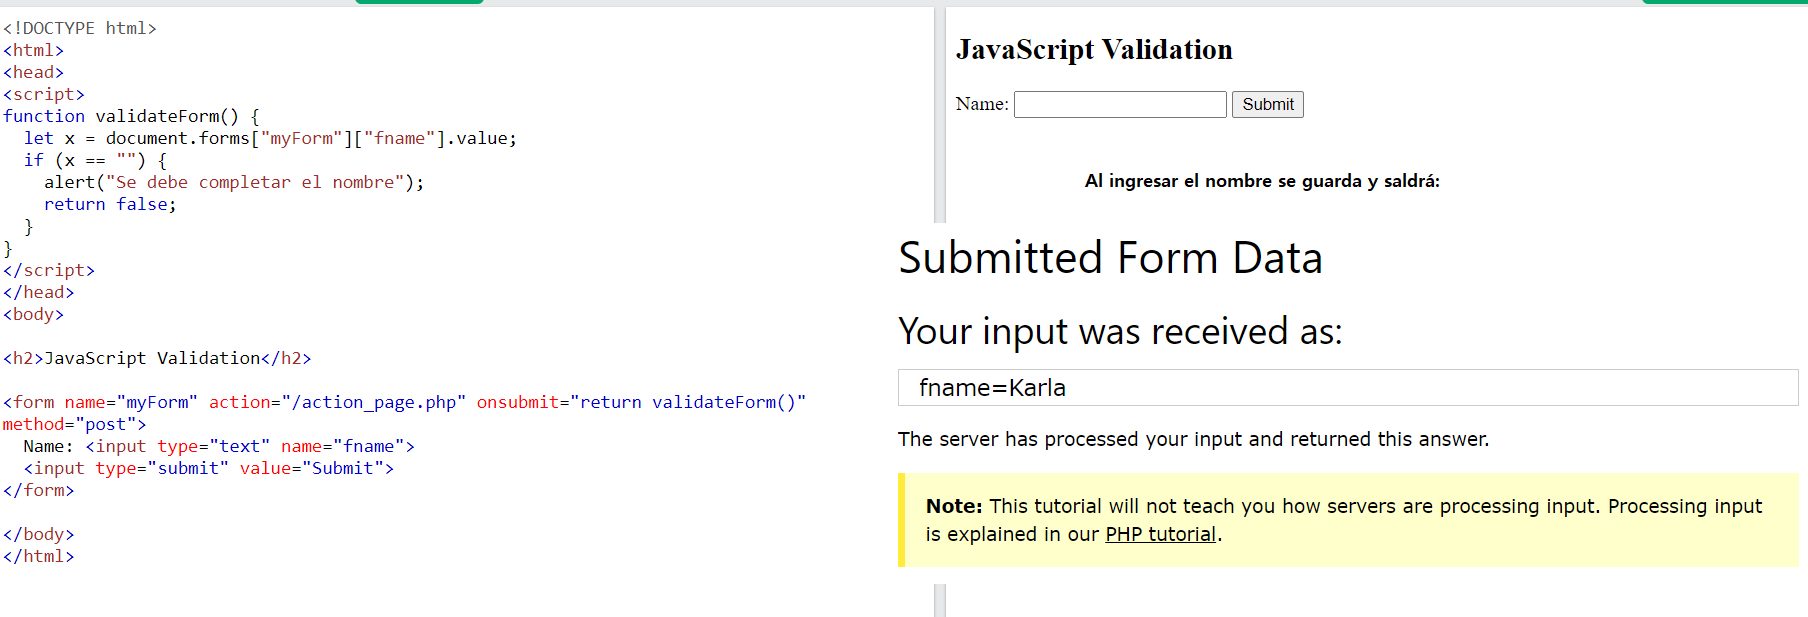 <!DOCTYPE html>
<html>
<head>
<script>
function validateForm() {
  let x = document.forms["myForm"]["fname"].value;
  if (x == "") {
    alert("Se debe completar el nombre");
    return false;
  }
}
</script>
</head>
<body>
<h2>JavaScript Validation</h2>
<form name="myForm" action="/action_page.php" onsubmit="return validateForm()"
method="post">
  Name: <input type="text" name="fname">
  <input type="submit" value="Submit">
</form>
</body>
</html>
JavaScript Validation
Name: Submit
Al ingresar el nombre se guarda y saldrá:
Submitted Form Data
Your input was received as:
fname=Karla
The server has processed your input and returned this answer.
Note: This tutorial will not teach you how servers are processing input. Processing input
is explained in our PHP tutorial.